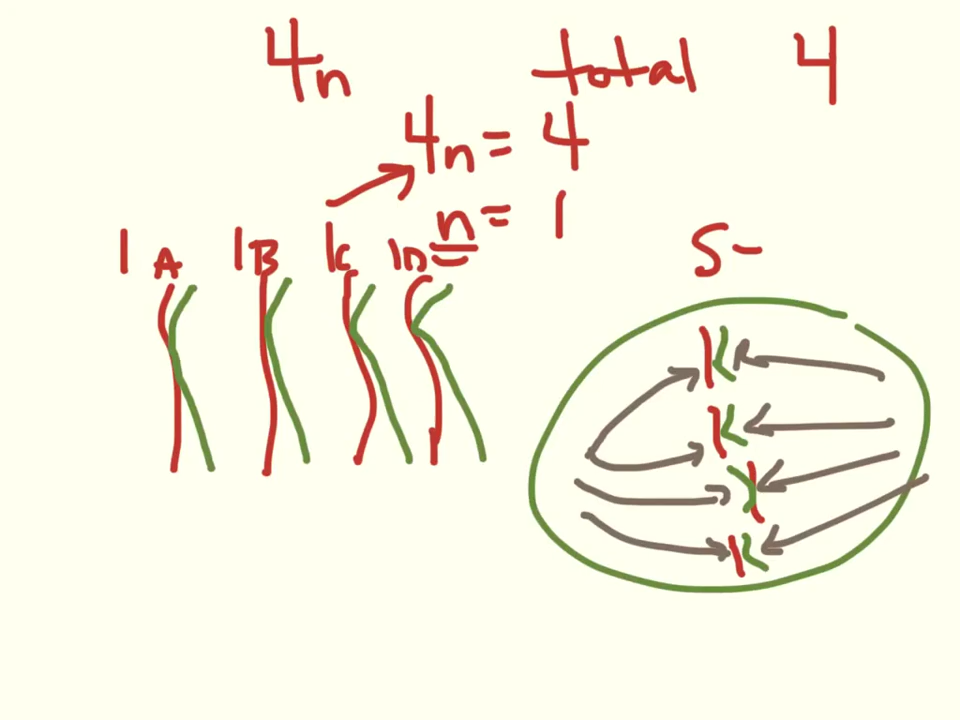 4n total 4
4n = 4
n = 1
1A 1B 1C 1D
S-